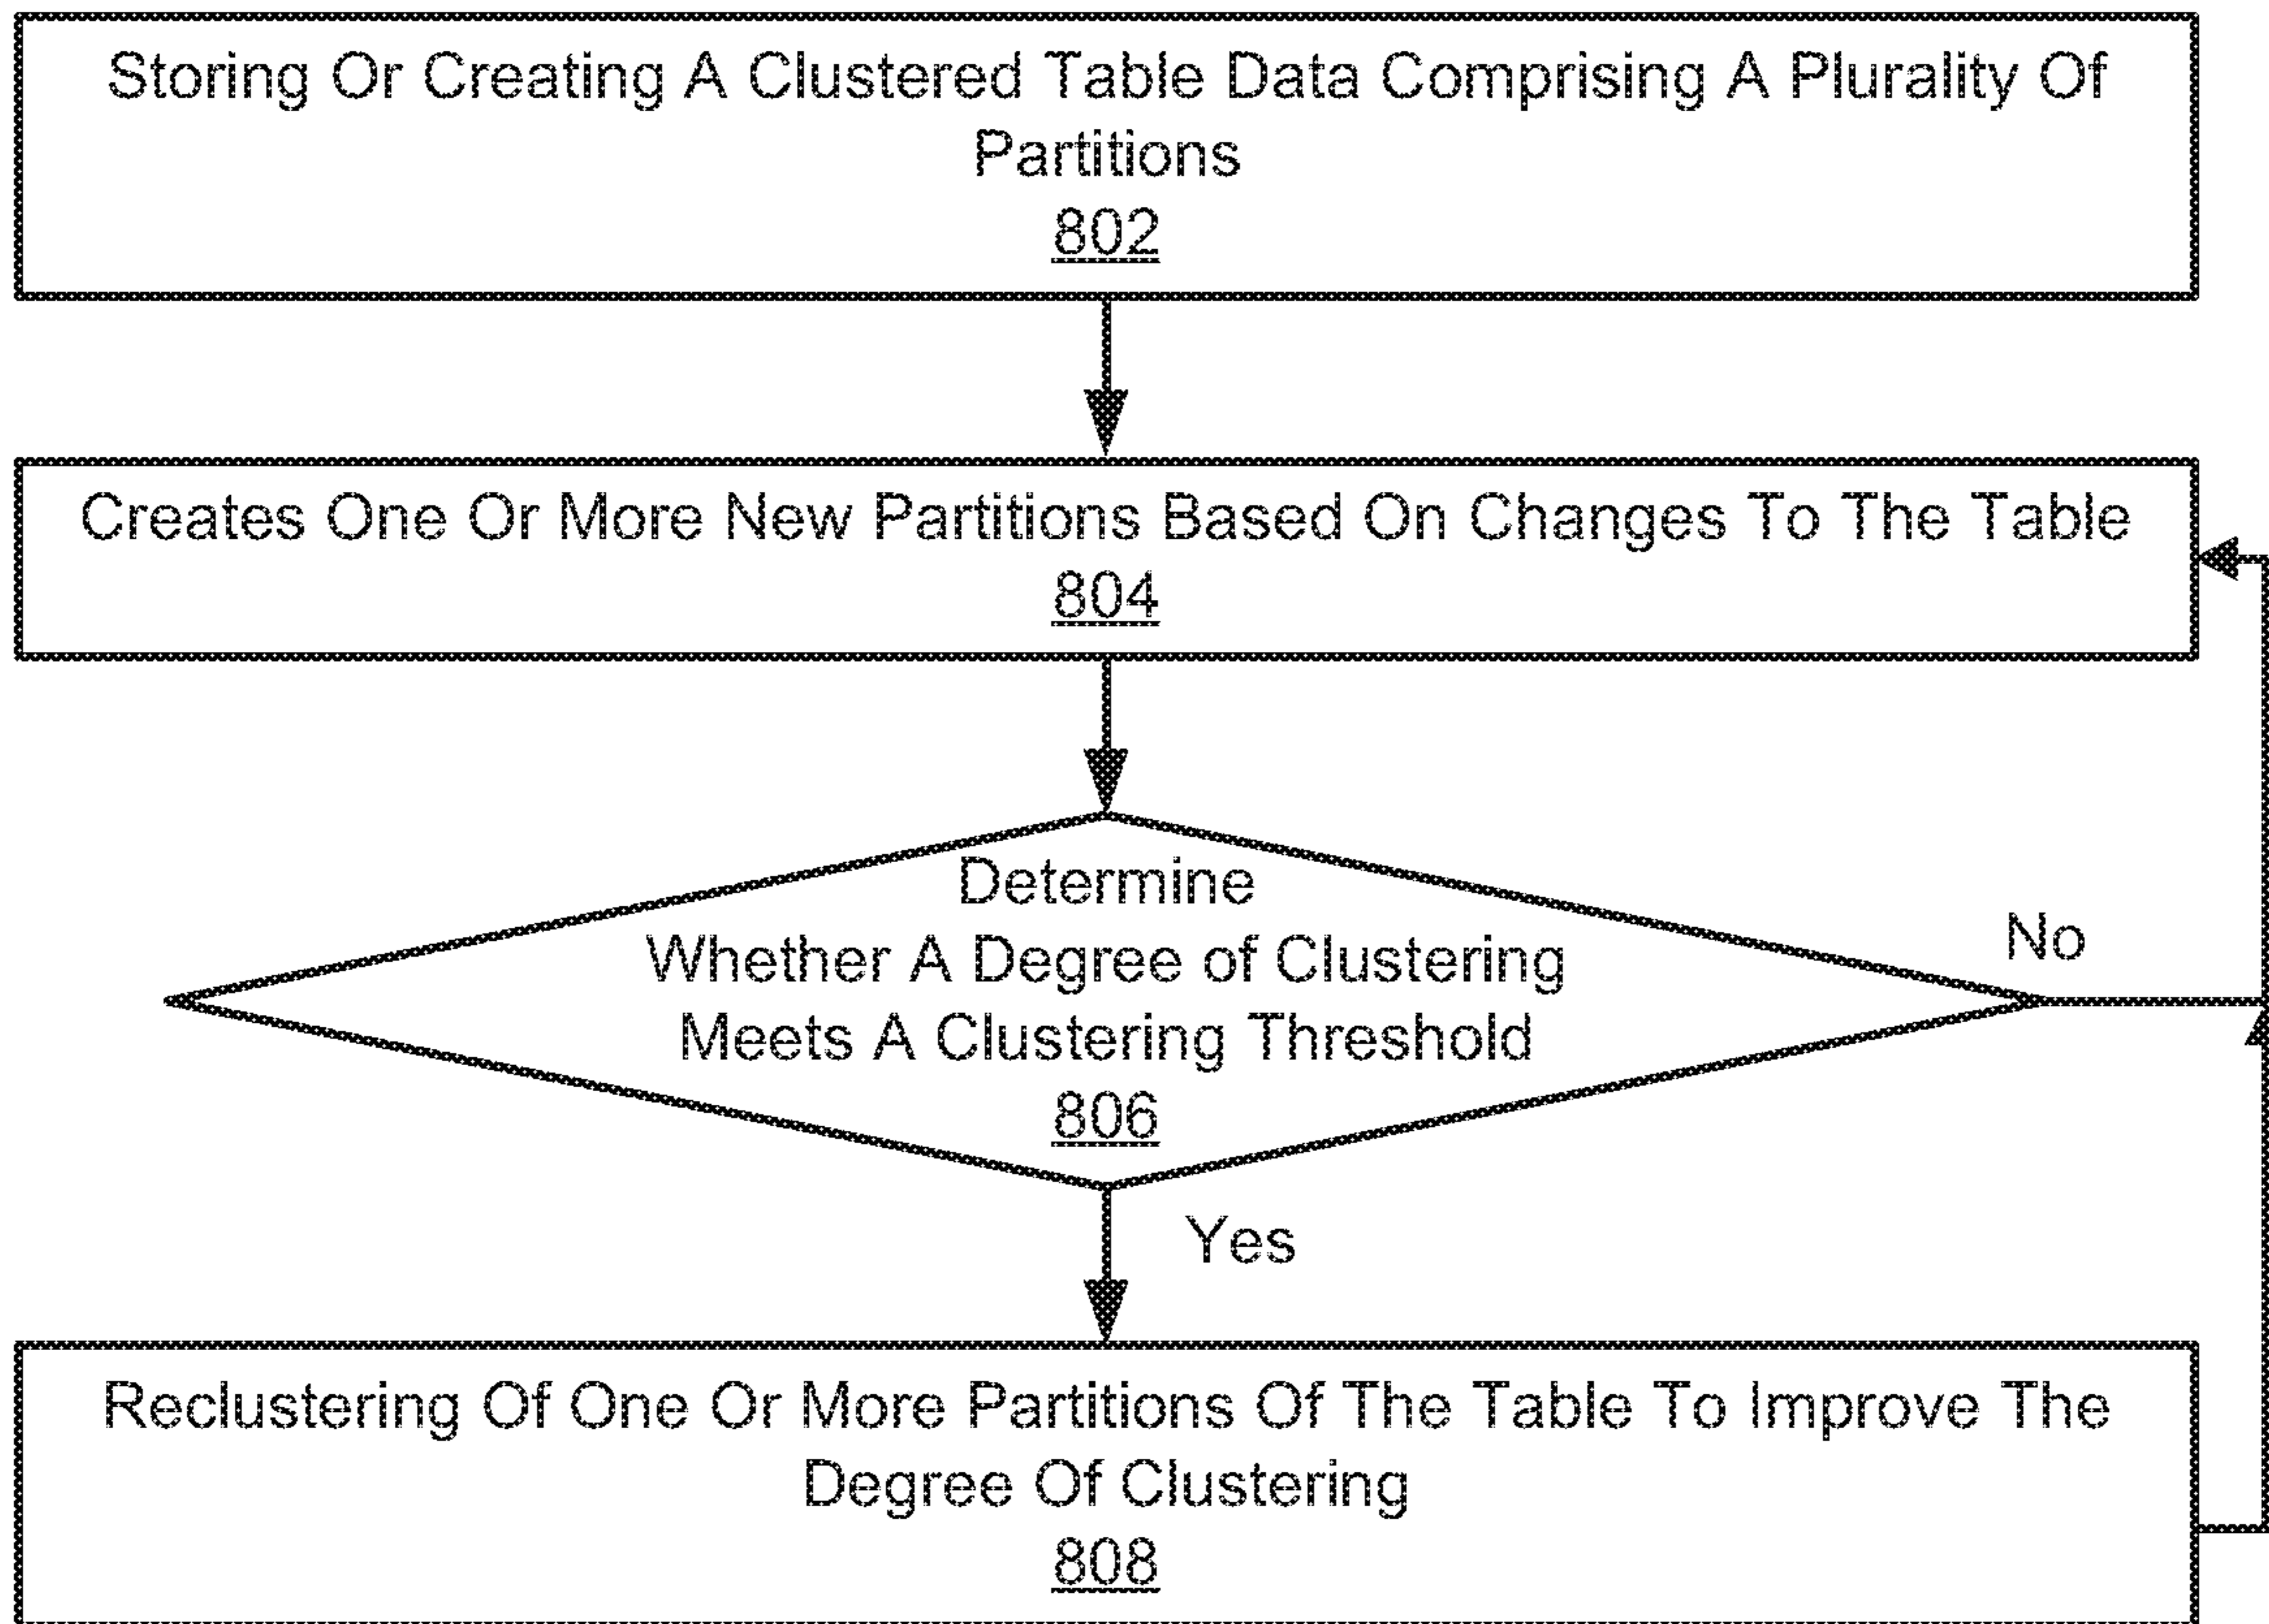 Storing Or Creating A Clustered Table Data Comprising A Plurality Of
Partitions
802
Creates One Or More New Partitions Based On Changes To The Table
804
Determine
Whether A Degree of Clustering
Meets A Clustering Threshold
806
No
Yes
Reclustering Of One Or More Partitions Of The Table To Improve The
Degree Of Clustering
808